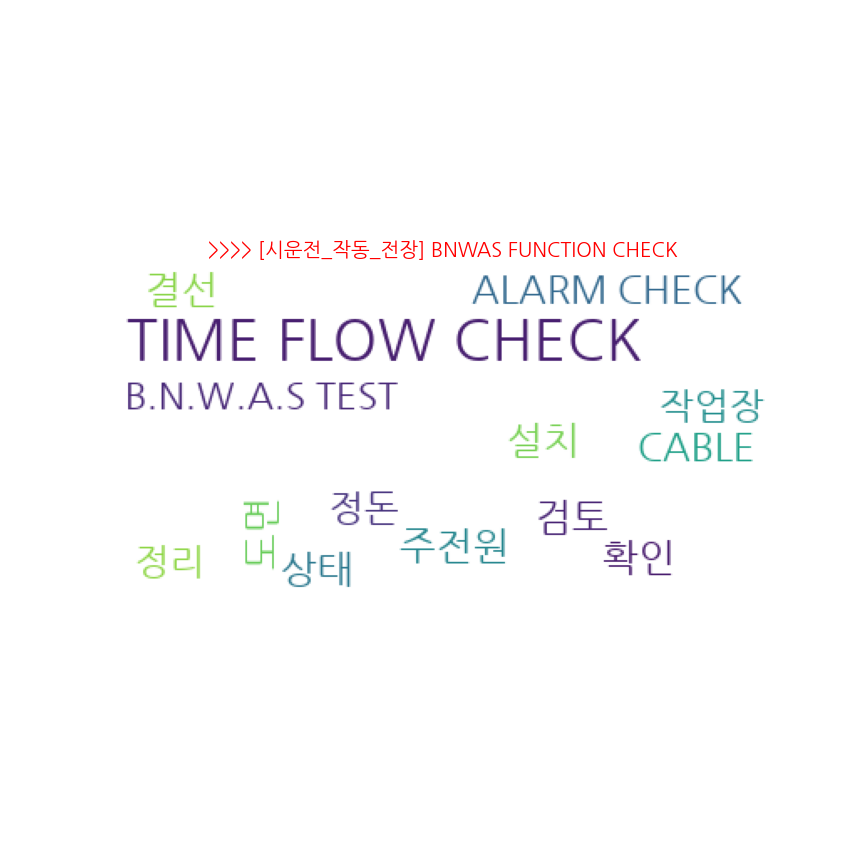 >>>> [시운전_작동_전장] BNWAS FUNCTION CHECK
결선
ALARM CHECK
TIME FLOW CHECK
B.N.W.A.S TEST
작업장
설치
CABLE
정돈
검토
도면
주전원
확인
정리
상태